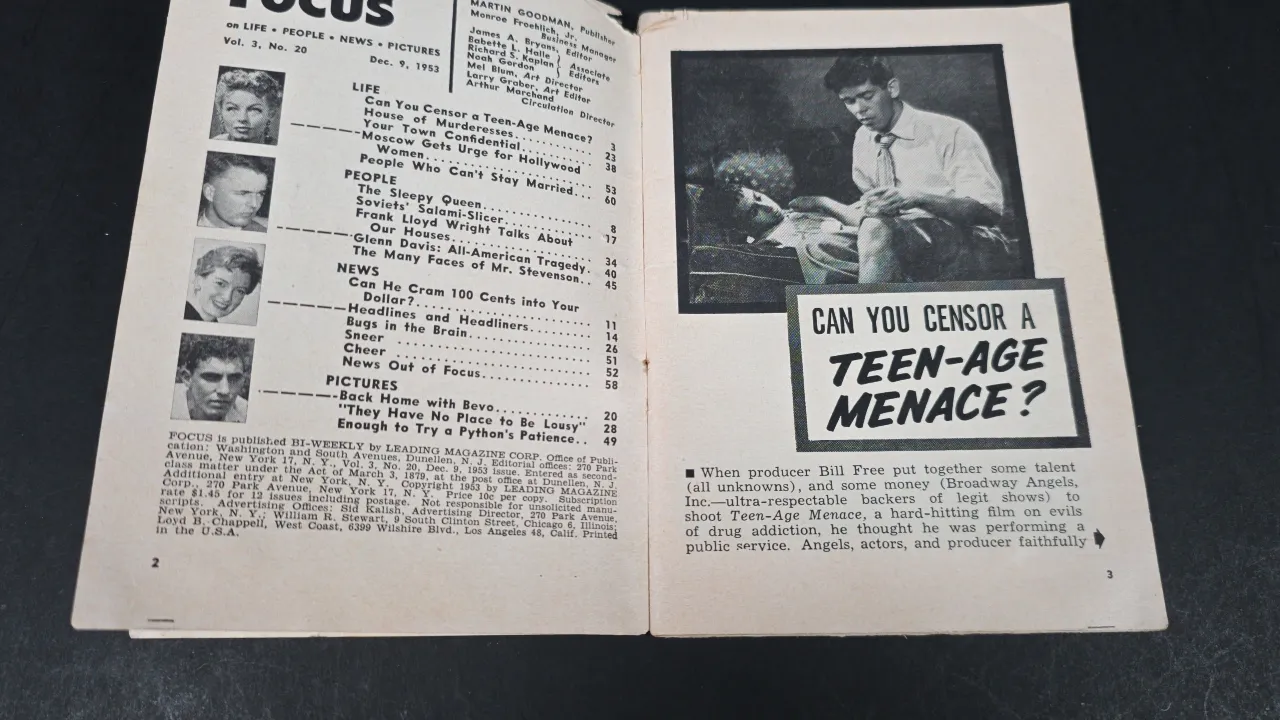 FOCUS
on LIFE • PEOPLE • NEWS • PICTURES
Vol. 3, No. 20
Dec. 9, 1953
MARTIN GOODMAN, Publisher
Monroe Froehlich, Jr.
Business Manager
James A. Bryans, Editor
Babette L. Halle } Associate
Richard S. Kaplan } Editors
Noah Gordon
Mel Blum, Art Director
Larry Graber, Art Editor
Arthur Marchand
Circulation Director
LIFE
Can You Censor a Teen-Age Menace? 3
House of Murderesses............ 23
Your Town Confidential........... 38
Moscow Gets Urge for Hollywood
Women........................ 53
People Who Can't Stay Married... 60
PEOPLE
The Sleepy Queen................ 8
Soviets' Salami-Slicer............ 17
Frank Lloyd Wright Talks About
Our Houses.................... 34
Glenn Davis: All-American Tragedy. 40
The Many Faces of Mr. Stevenson.. 45
NEWS
Can He Cram 100 Cents into Your
Dollar?........................ 11
Headlines and Headliners......... 14
Bugs in the Brain................ 26
Sneer .......................... 51
Cheer .......................... 52
News Out of Focus............... 58
PICTURES
Back Home with Bevo............. 20
"They Have No Place to Be Lousy" 28
Enough to Try a Python's Patience.. 49
FOCUS is published BI-WEEKLY by LEADING MAGAZINE CORP. Office of Publi-
cation: Washington and South Avenues, Dunellen, N. J. Editorial offices: 270 Park
Avenue, New York 17, N. Y., Vol. 3, No. 20, Dec. 9, 1953 issue. Entered as second-
class matter under the Act of March 3, 1879, at the post office at Dunellen, N. J.
Additional entry at New York, N. Y. Copyright 1953 by LEADING MAGAZINE
Corp., 270 Park Avenue, New York 17, N. Y. Price 10c per copy. Subscription
rate $1.45 for 12 issues including postage. Not responsible for unsolicited manu-
scripts. Advertising Offices: Sid Kalish, Advertising Director, 270 Park Avenue,
New York, N. Y.; William R. Stewart, 9 South Clinton Street, Chicago 6, Illinois;
Loyd B. Chappell, West Coast, 6399 Wilshire Blvd., Los Angeles 48, Calif. Printed
in the U.S.A.
2
CAN YOU CENSOR A
TEEN-AGE
MENACE?
■ When producer Bill Free put together some talent
(all unknowns), and some money (Broadway Angels,
Inc.—ultra-respectable backers of legit shows) to
shoot Teen-Age Menace, a hard-hitting film on evils
of drug addiction, he thought he was performing a
public service. Angels, actors, and producer faithfully
3